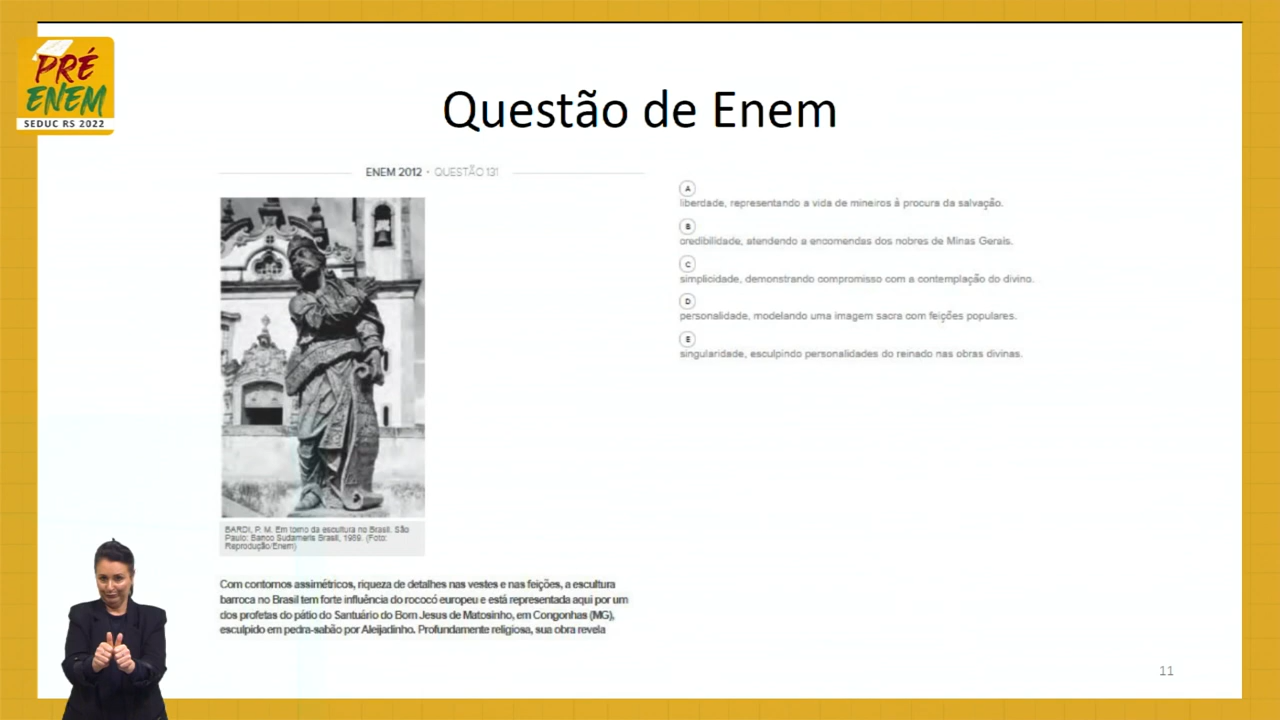 PRÉ
ENEM
SEDUC RS 2022
Questão de Enem
ENEM 2012 · QUESTÃO 131
BARDI, P. M. Em torno da escultura no Brasil. São
Paulo: Banco Sudameris Brasil, 1989. (Foto:
Reprodução/Enem)
Com contornos assimétricos, riqueza de detalhes nas vestes e nas feições, a escultura
barroca no Brasil tem forte influência do rococó europeu e está representada aqui por um
dos profetas do pátio do Santuário do Bom Jesus de Matosinho, em Congonhas (MG),
esculpido em pedra-sabão por Aleijadinho. Profundamente religiosa, sua obra revela
A
liberdade, representando a vida de mineiros à procura da salvação.
B
credibilidade, atendendo a encomendas dos nobres de Minas Gerais.
C
simplicidade, demonstrando compromisso com a contemplação do divino.
D
personalidade, modelando uma imagem sacra com feições populares.
E
singularidade, esculpindo personalidades do reinado nas obras divinas.
11